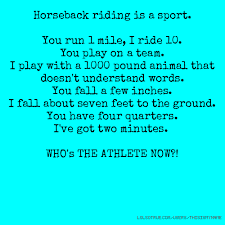 Horseback riding is a sport.
You run 1 mile, I ride 10.
You play on a team.
I play with a 1000 pound animal that
doesn't understand words.
You fall a few inches.
I fall about seven feet to the ground.
You have four quarters.
I've got two minutes.
WHO's THE ATHLETE NOW?!